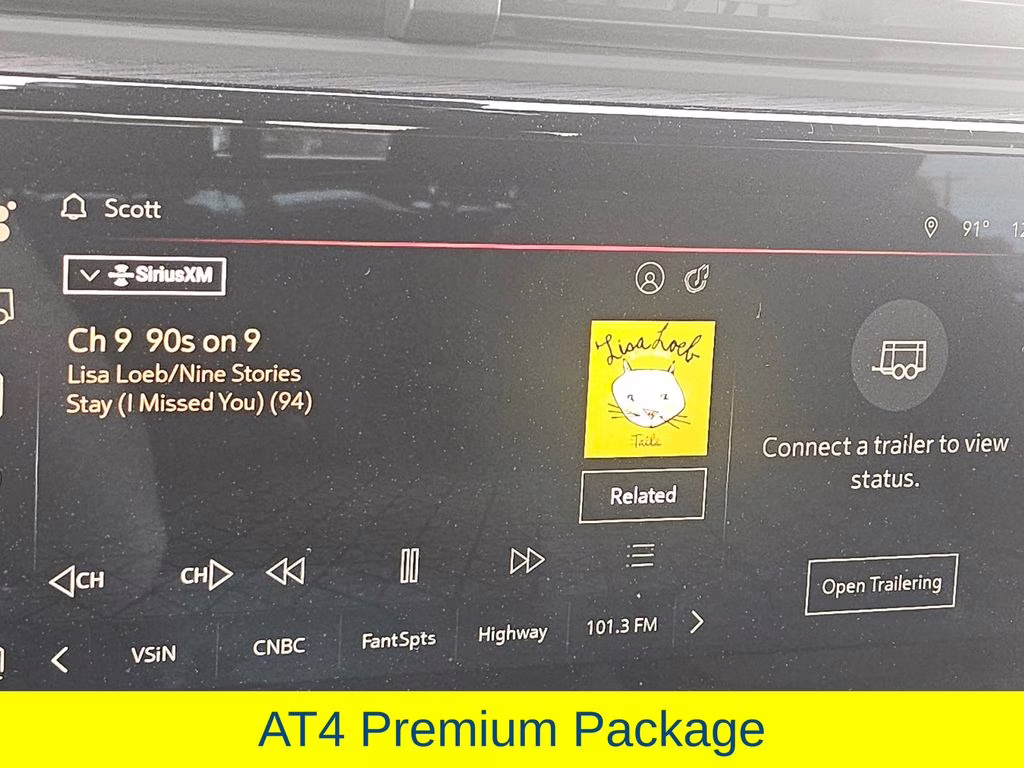 Scott
91°
SiriusXM
Ch 9 90s on 9
Lisa Loeb/Nine Stories
Stay (I Missed You) (94)
Lisa Loeb
Tails
Related
Connect a trailer to view
status.
Open Trailering
CH
CH
VSiN
CNBC
FantSpts
Highway
101.3 FM
AT4 Premium Package